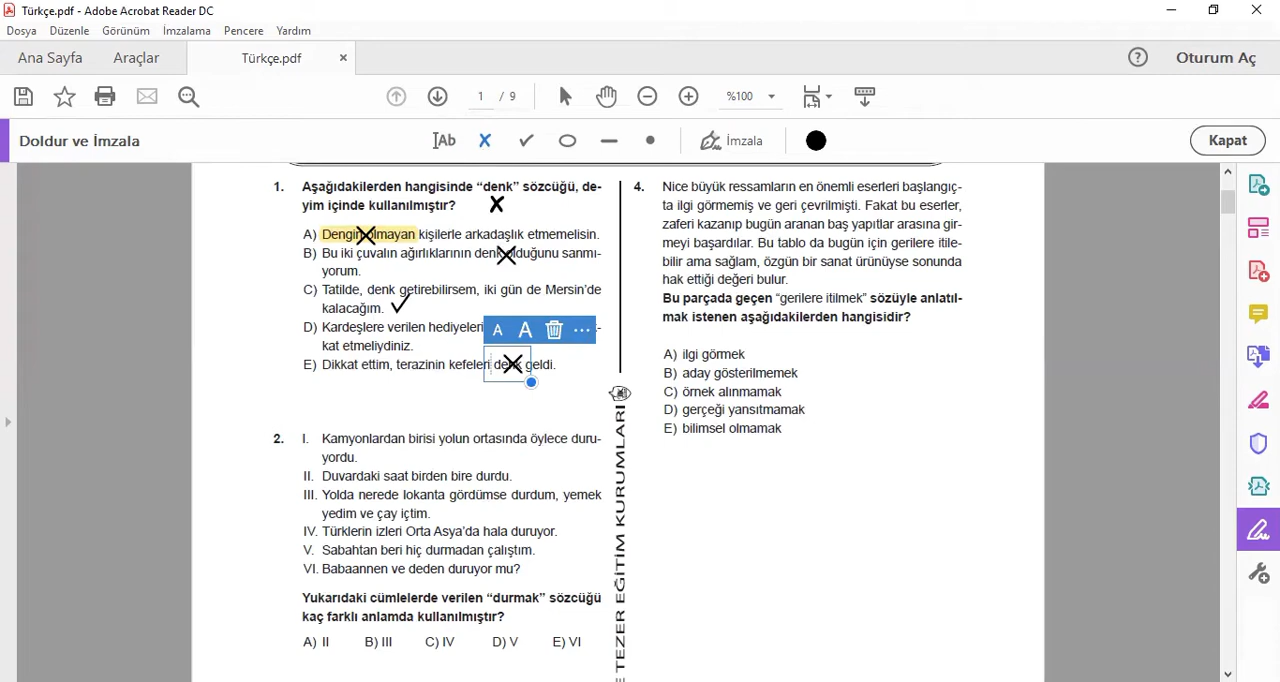 Türkçe.pdf - Adobe Acrobat Reader DC
Dosya Düzenle Görünüm İmzalama Pencere Yardım
Ana Sayfa Araçlar Türkçe.pdf × Oturum Aç
1 / 9 %100
Doldur ve İmzala Ab İmzala Kapat
1. Aşağıdakilerden hangisinde “denk” sözcüğü, de-
yim içinde kullanılmıştır?
A) Dengin olmayan kişilerle arkadaşlık etmemelisin.
B) Bu iki çuvalın ağırlıklarının denk olduğunu sanmı-
yorum.
C) Tatilde, denk getirebilirsem, iki gün de Mersin’de
kalacağım.
D) Kardeşlere verilen hediyeleri
A A ...
kat etmeliydiniz.
E) Dikkat ettim, terazinin kefeleri denk geldi.
2. I. Kamyonlardan birisi yolun ortasında öylece duru-
yordu.
II. Duvardaki saat birden bire durdu.
III. Yolda nerede lokanta gördümse durdum, yemek
yedim ve çay içtim.
IV. Türklerin izleri Orta Asya’da hala duruyor.
V. Sabahtan beri hiç durmadan çalıştım.
VI. Babaannen ve deden duruyor mu?
Yukarıdaki cümlelerde verilen “durmak” sözcüğü
kaç farklı anlamda kullanılmıştır?
A) II B) III C) IV D) V E) VI
TEZER EĞİTİM KURUMLARI
4. Nice büyük ressamların en önemli eserleri başlangıç-
ta ilgi görmemiş ve geri çevrilmişti. Fakat bu eserler,
zaferi kazanıp bugün aranan baş yapıtlar arasına gir-
meyi başardılar. Bu tablo da bugün için gerilere itile-
bilir ama sağlam, özgün bir sanat ürünüyse sonunda
hak ettiği değeri bulur.
Bu parçada geçen “gerilere itilmek” sözüyle anlatıl-
mak istenen aşağıdakilerden hangisidir?
A) ilgi görmek
B) aday gösterilmemek
C) örnek alınmamak
D) gerçeği yansıtmamak
E) bilimsel olmamak